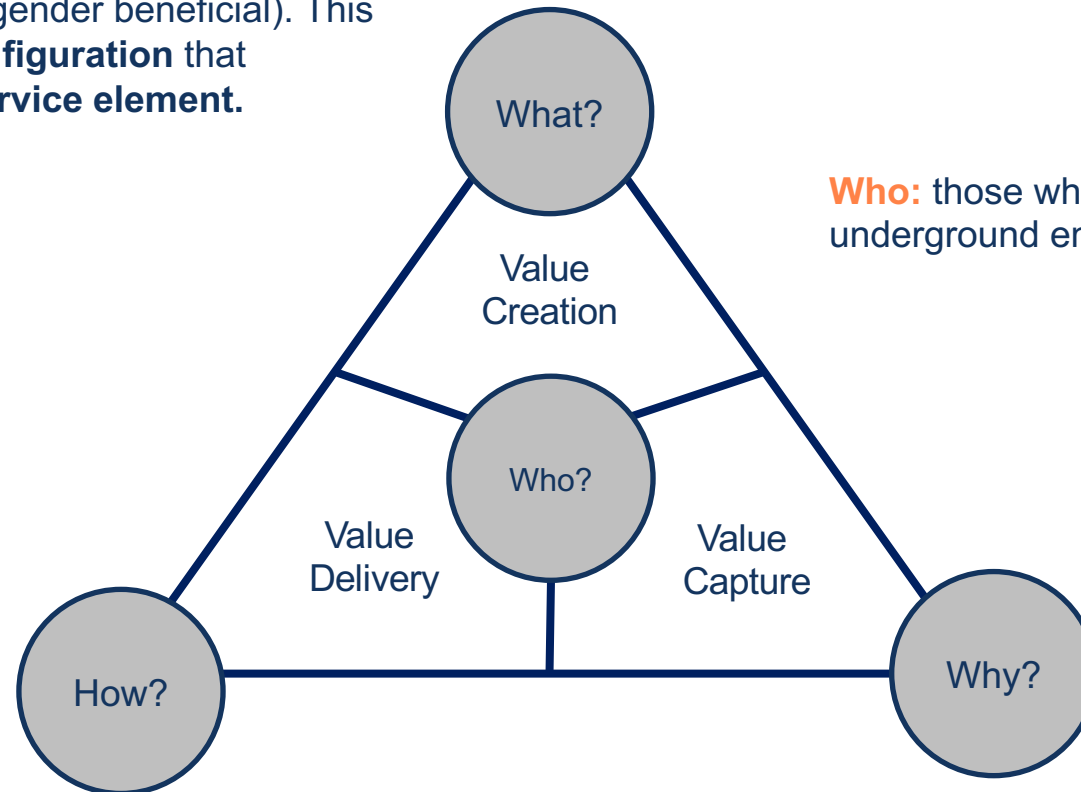 gender beneficial). This
figuration that
rvice element.
What?
Who: those wh
underground er
Value
Creation
Who?
Value
Delivery
Value
Capture
How?
Why?